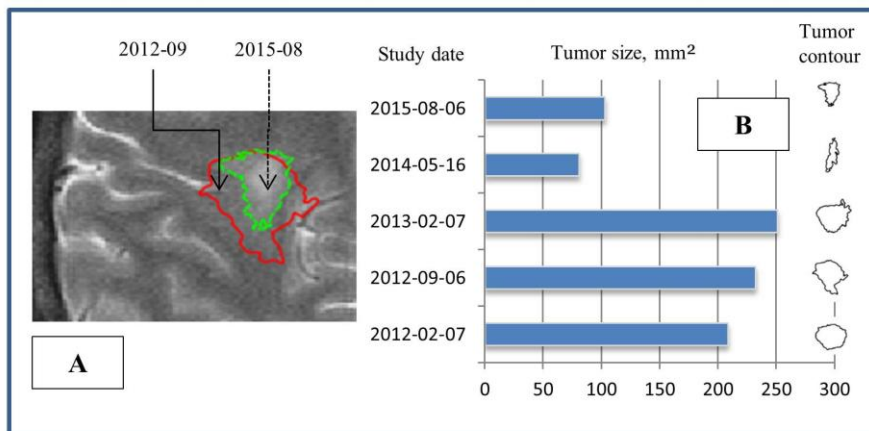 2012-09
2015-08
A
Study date
Tumor size, mm²
Tumor
contour
2015-08-06
2014-05-16
2013-02-07
2012-09-06
2012-02-07
B
0 50 100 150 200 250 300